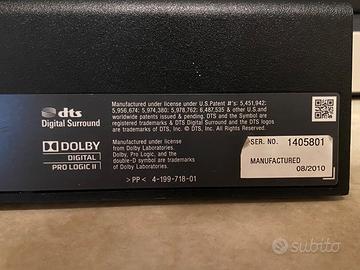 dts
Digital Surround
Manufactured under license under U.S. Patent #'s: 5,451,942;
5,956,674; 5,974,380; 5,978,762; 6,487,535 & other U.S. and
worldwide patents issued & pending. DTS and the Symbol are
registered trademarks & DTS Digital Surround and the DTS logos
are trademarks of DTS, Inc. © DTS, Inc. All Rights Reserved.
DOLBY
DIGITAL
PRO LOGIC II
Manufactured under license
from Dolby Laboratories.
Dolby, Pro Logic, and the
double-D symbol are trademarks
of Dolby Laboratories.
SER. NO. 1405801
MANUFACTURED
08/2010
>PP< 4-199-718-01
subito